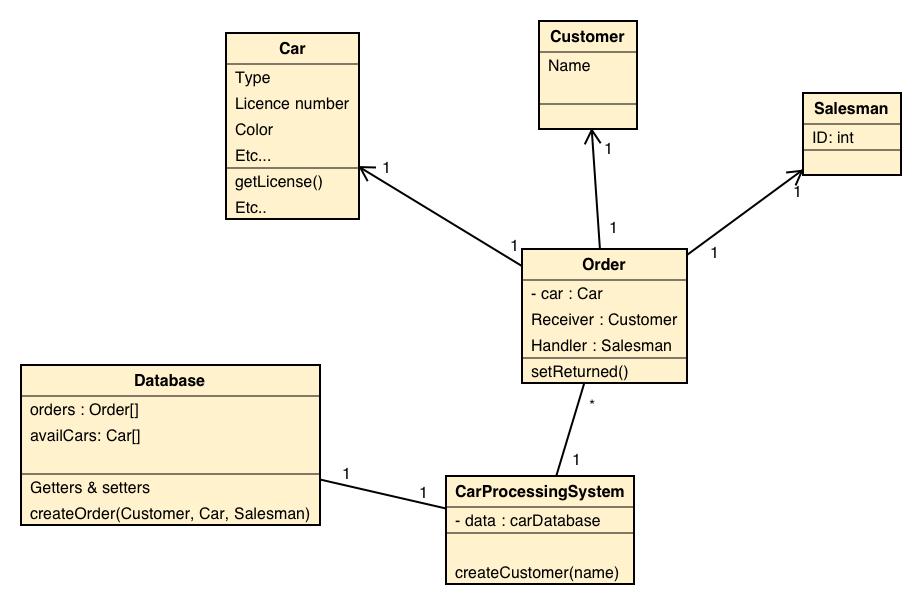 Car
Type
Licence number
Color
Etc...
getLicense()
Etc..
Customer
Name
Salesman
ID: int
1
1
1
1
1
1
Order
- car : Car
Receiver : Customer
Handler : Salesman
setReturned()
*
1
Database
orders : Order[]
availCars: Car[]
Getters & setters
createOrder(Customer, Car, Salesman)
1
1
CarProcessingSystem
- data : carDatabase
createCustomer(name)